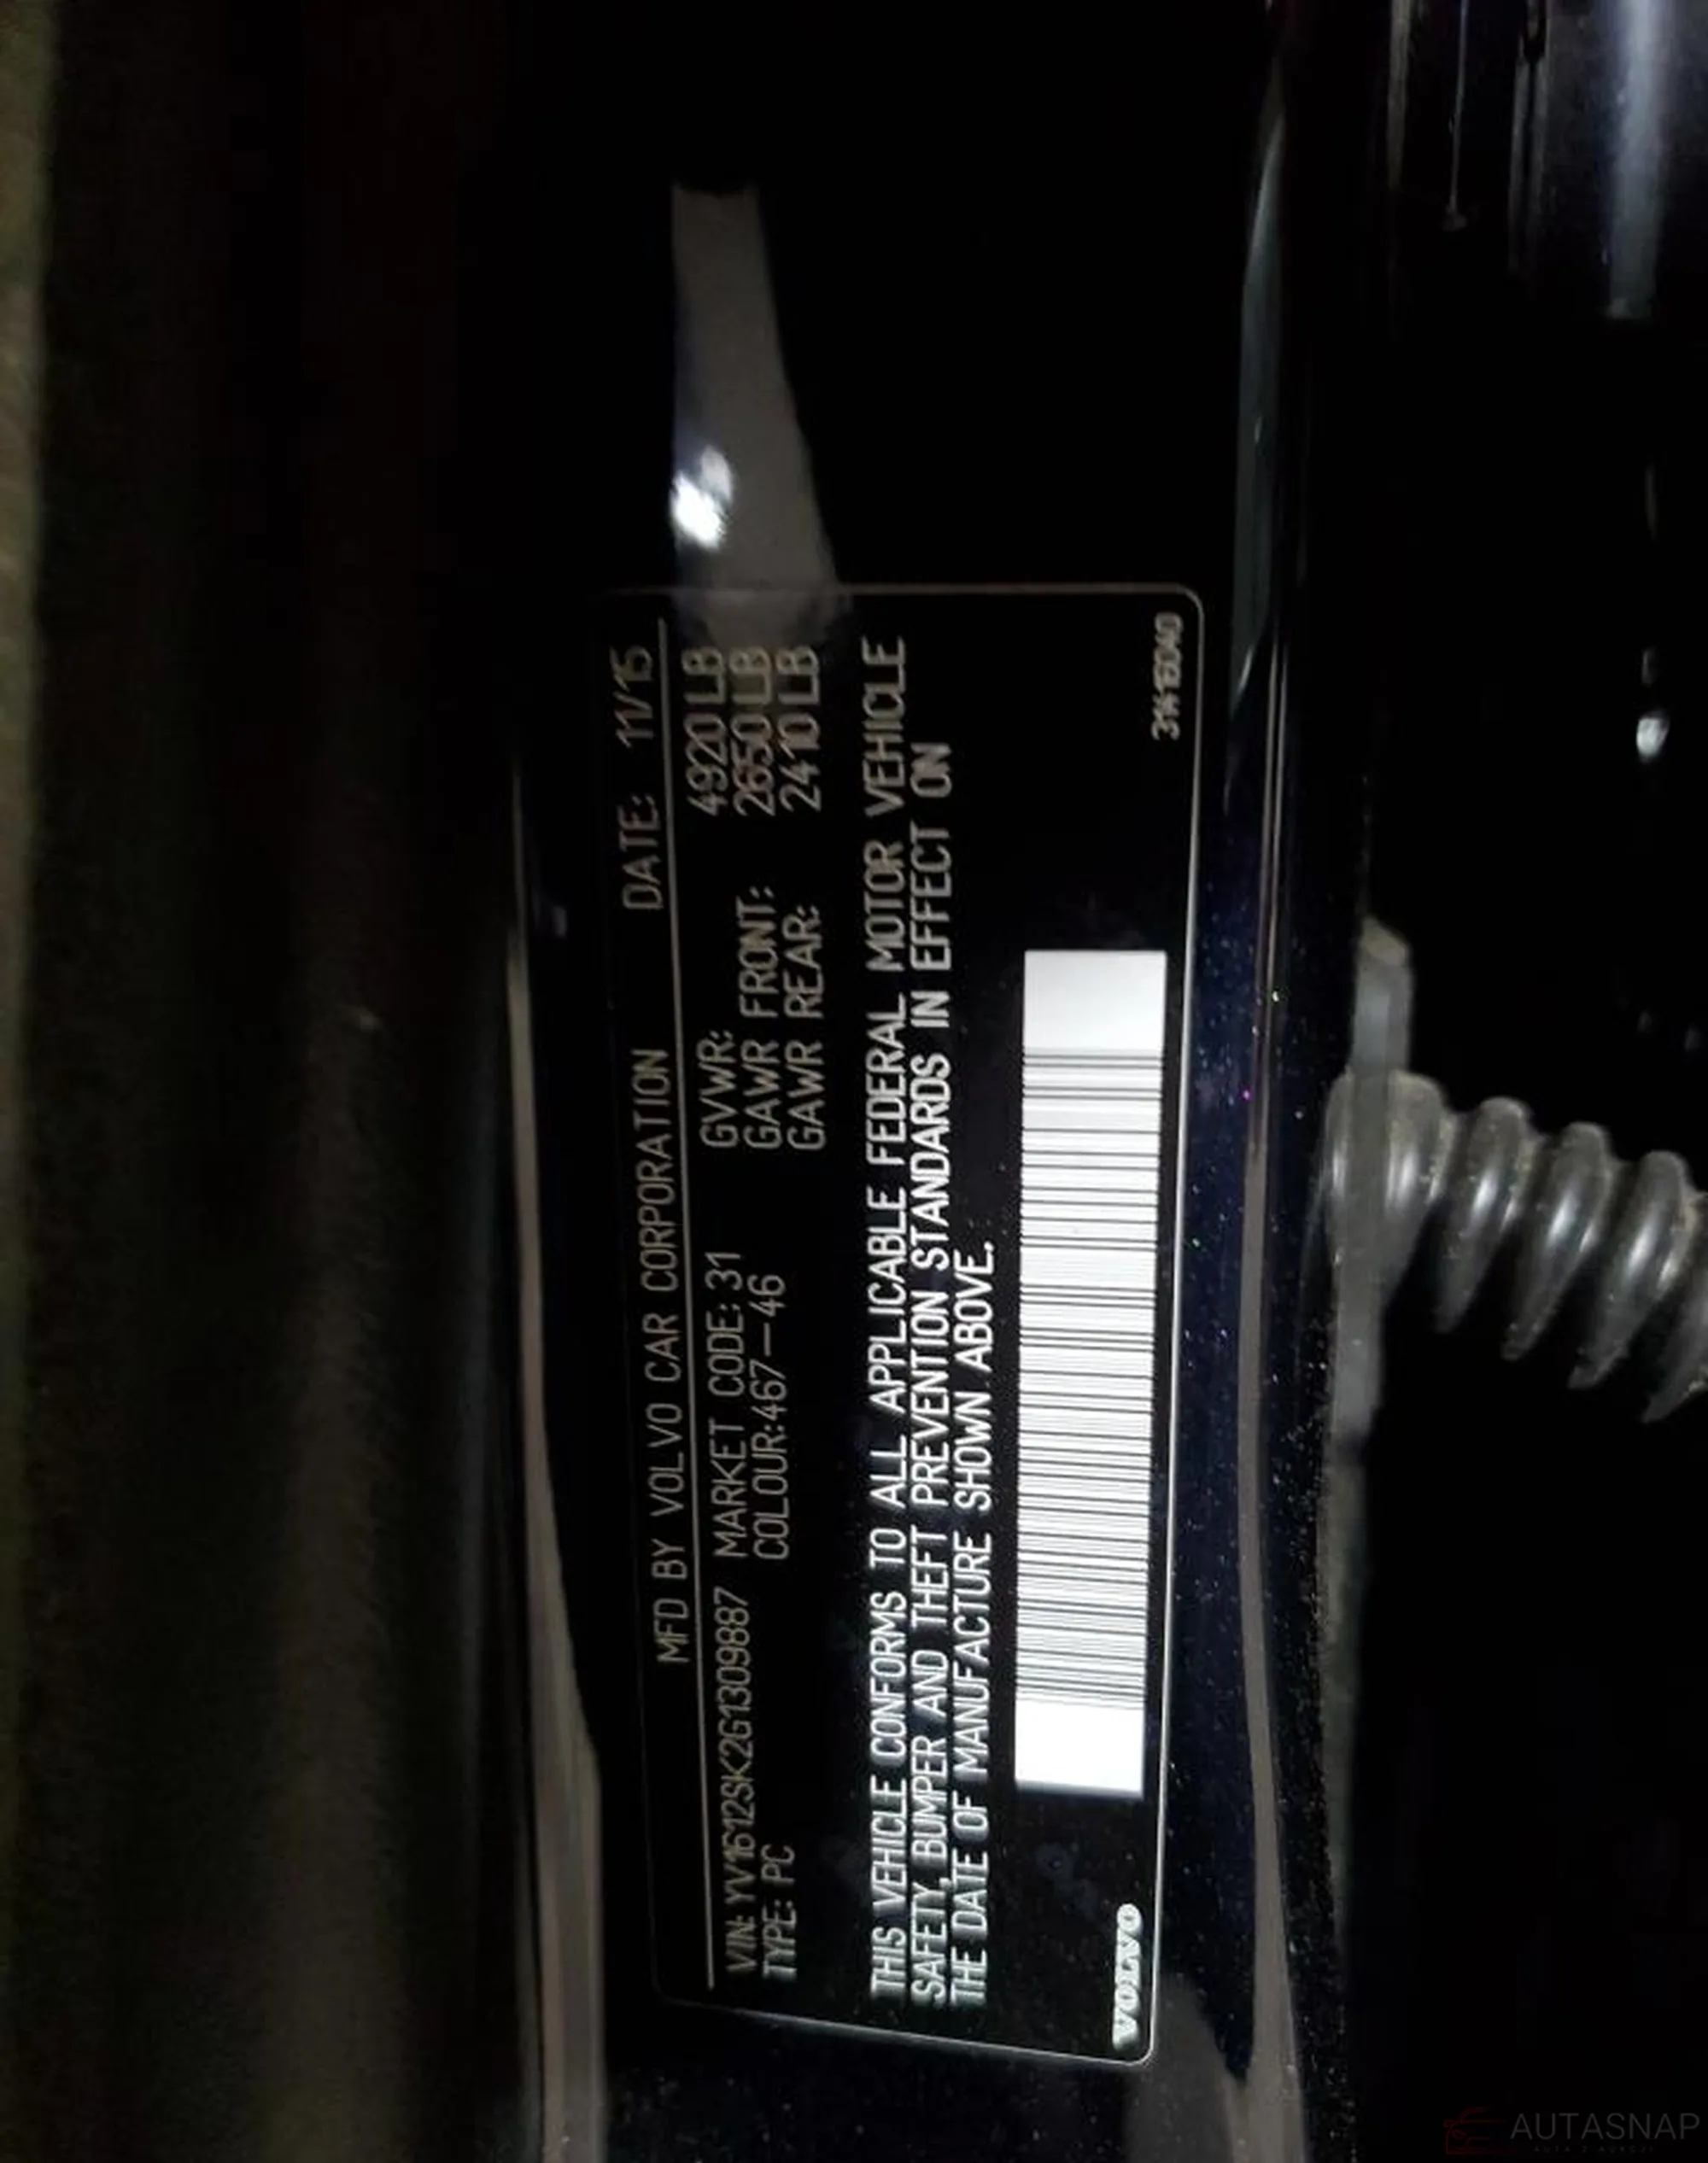 MFD BY VOLVO CAR CORPORATION DATE: 11/15
VIN: YV1612SK2G1309887 MARKET CODE: 31 GVWR: 4920 LB
TYPE: PC COLOUR:467-46 GAWR FRONT: 2650 LB
GAWR REAR: 2410 LB
THIS VEHICLE CONFORMS TO ALL APPLICABLE FEDERAL MOTOR VEHICLE
SAFETY, BUMPER AND THEFT PREVENTION STANDARDS IN EFFECT ON
THE DATE OF MANUFACTURE SHOWN ABOVE.
VOLVO
AUTASNAP